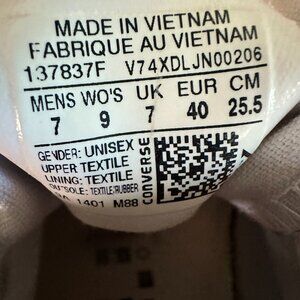 MADE IN VIETNAM
FABRIQUE AU VIETNAM
137837F V74XDLJN00206
MENS WO'S UK EUR CM
7 9 7 40 25.5
GENDER: UNISEX
UPPER TEXTILE
LINING: TEXTILE
OUTSOLE: TEXTILE/RUBBER
1401 M88
CONVERSE